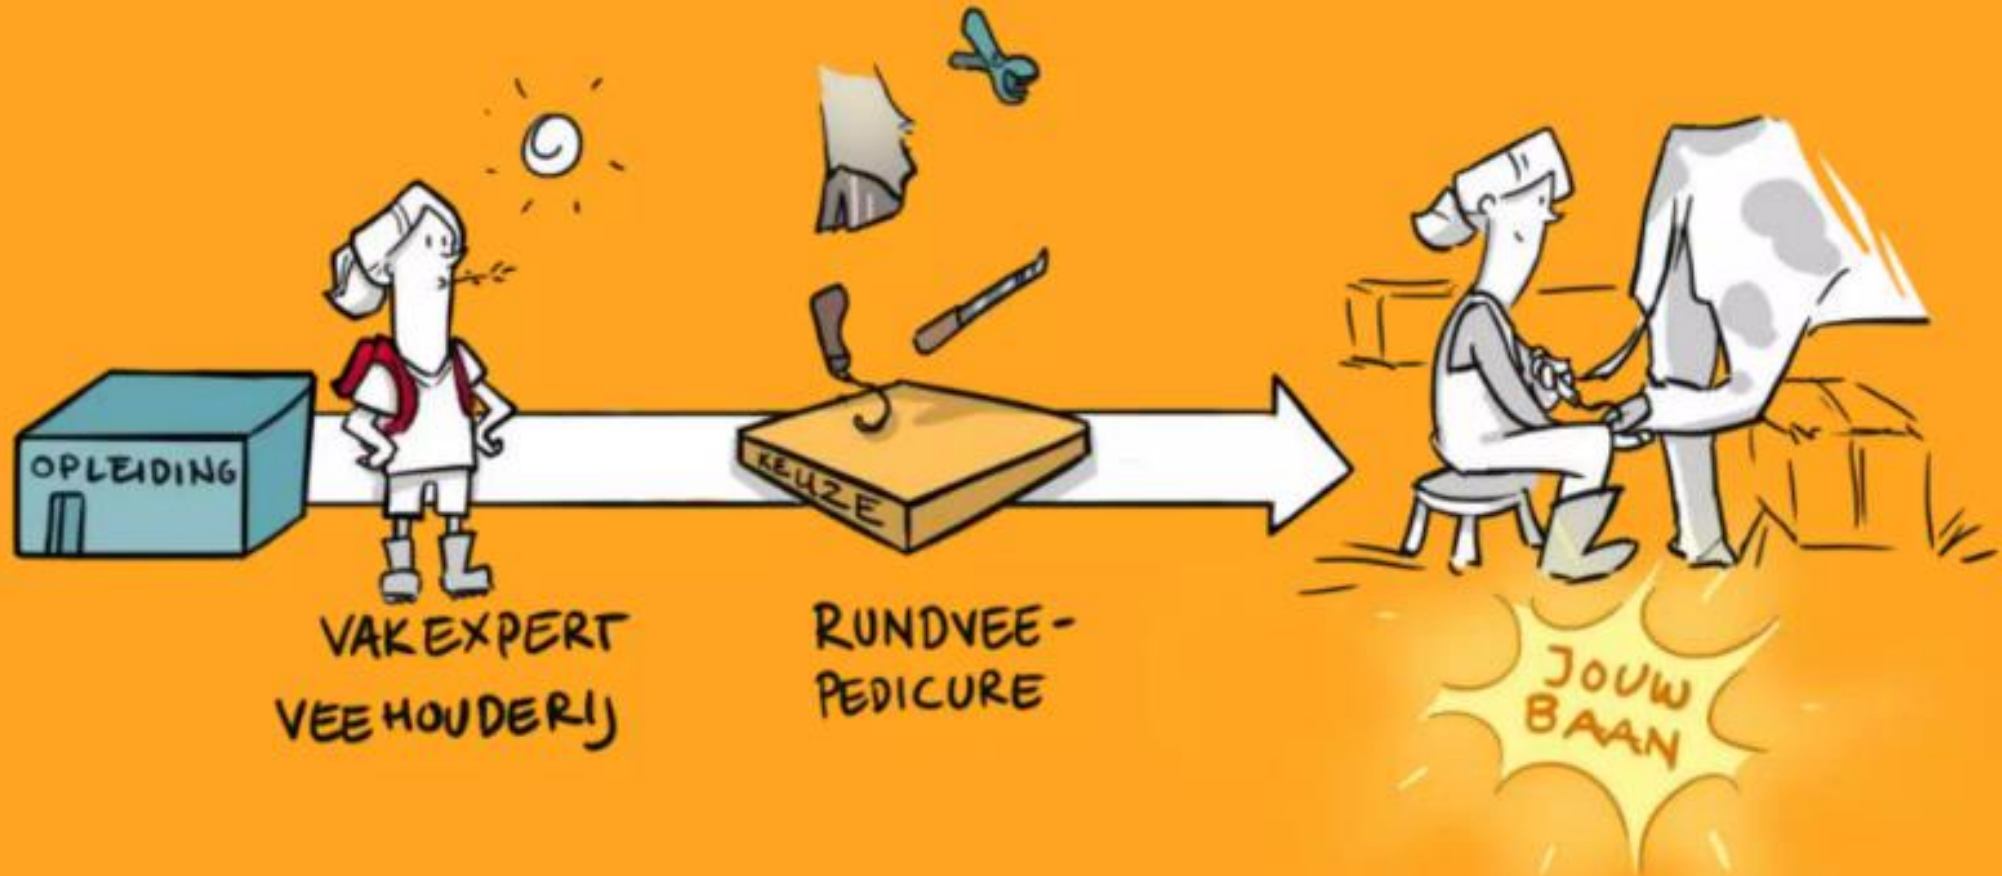 OPLEIDING
VAKEXPERT
VEEHOUDERIJ
KEUZE
RUNDVEE-
PEDICURE
JOUW
BAAN